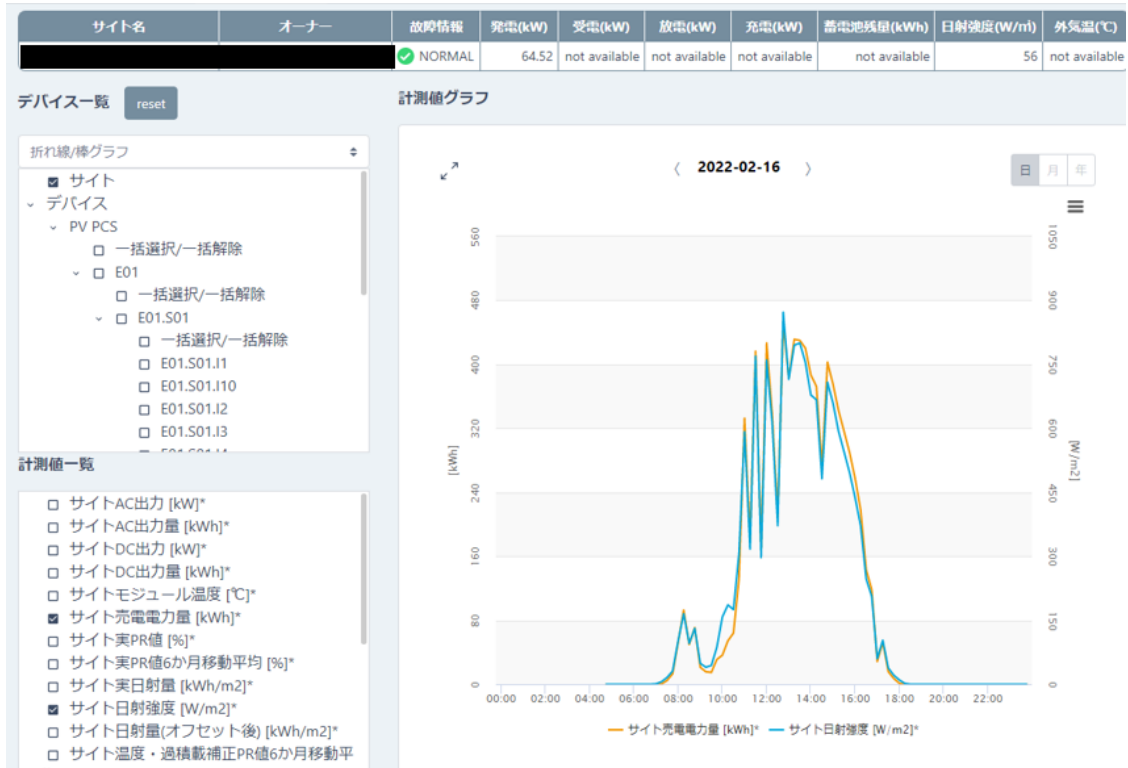 サイト名 オーナー 故障情報 発電(kW) 受電(kW) 放電(kW) 充電(kW) 蓄電池残量(kWh) 日射強度(W/㎡) 外気温(℃)
NORMAL 64.52 not available not available not available not available 56 not available
デバイス一覧 reset
折れ線/棒グラフ
サイト
デバイス
PV PCS
一括選択/一括解除
E01
一括選択/一括解除
E01.S01
一括選択/一括解除
E01.S01.I1
E01.S01.I10
E01.S01.I2
E01.S01.I3
計測値一覧
サイトAC出力 [kW]*
サイトAC出力量 [kWh]*
サイトDC出力 [kW]*
サイトDC出力量 [kWh]*
サイトモジュール温度 [℃]*
サイト売電電力量 [kWh]*
サイト実PR値 [%]*
サイト実PR値6か月移動平均 [%]*
サイト実日射量 [kWh/m2]*
サイト日射強度 [W/m2]*
サイト日射量(オフセット後) [kWh/m2]*
サイト温度・過積載補正PR値6か月移動平
計測値グラフ
2022-02-16
日 月 年
560
480
400
320
240
160
80
0
[kWh]
1050
900
750
600
450
300
150
0
[W/m2]
00:00 02:00 04:00 06:00 08:00 10:00 12:00 14:00 16:00 18:00 20:00 22:00
サイト売電電力量 [kWh]* サイト日射強度 [W/m2]*